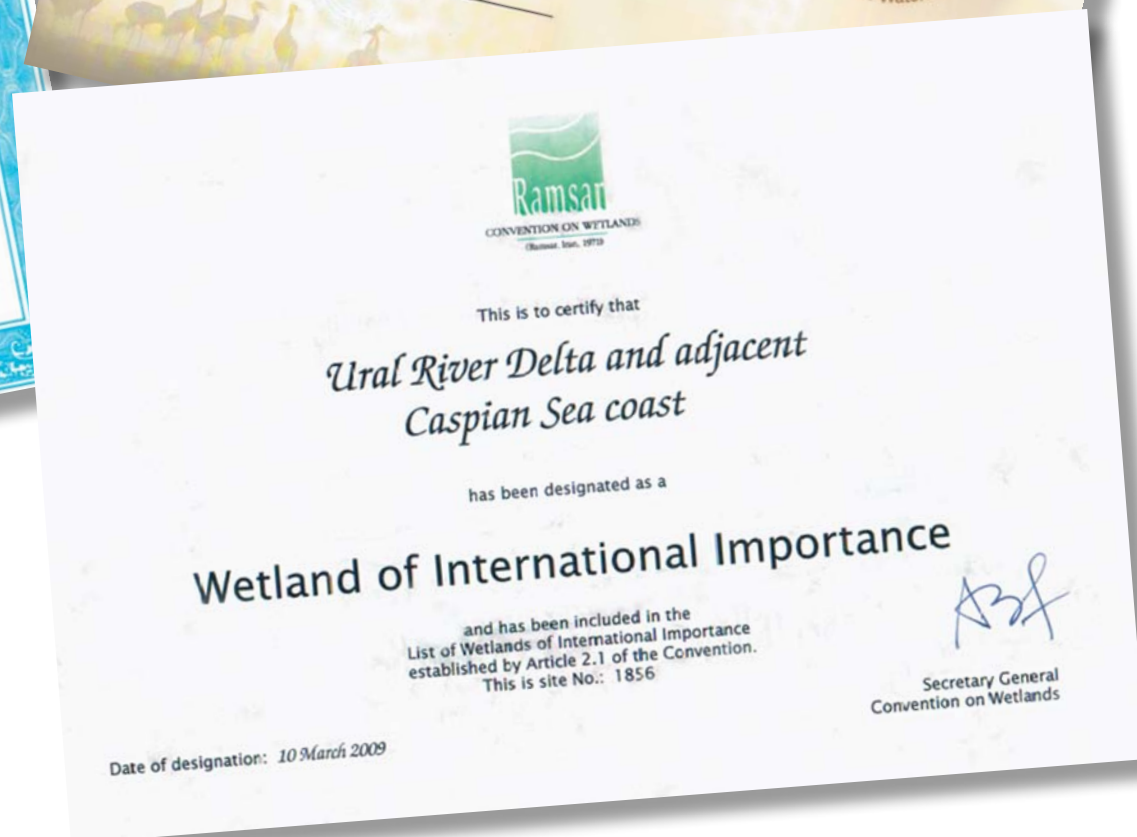 Ramsar
CONVENTION ON WETLANDS
(Ramsar, Iran, 1971)
This is to certify that
Ural River Delta and adjacent
Caspian Sea coast
has been designated as a
Wetland of International Importance
and has been included in the
List of Wetlands of International Importance
established by Article 2.1 of the Convention.
This is site No.: 1856
Secretary General
Convention on Wetlands
Date of designation: 10 March 2009